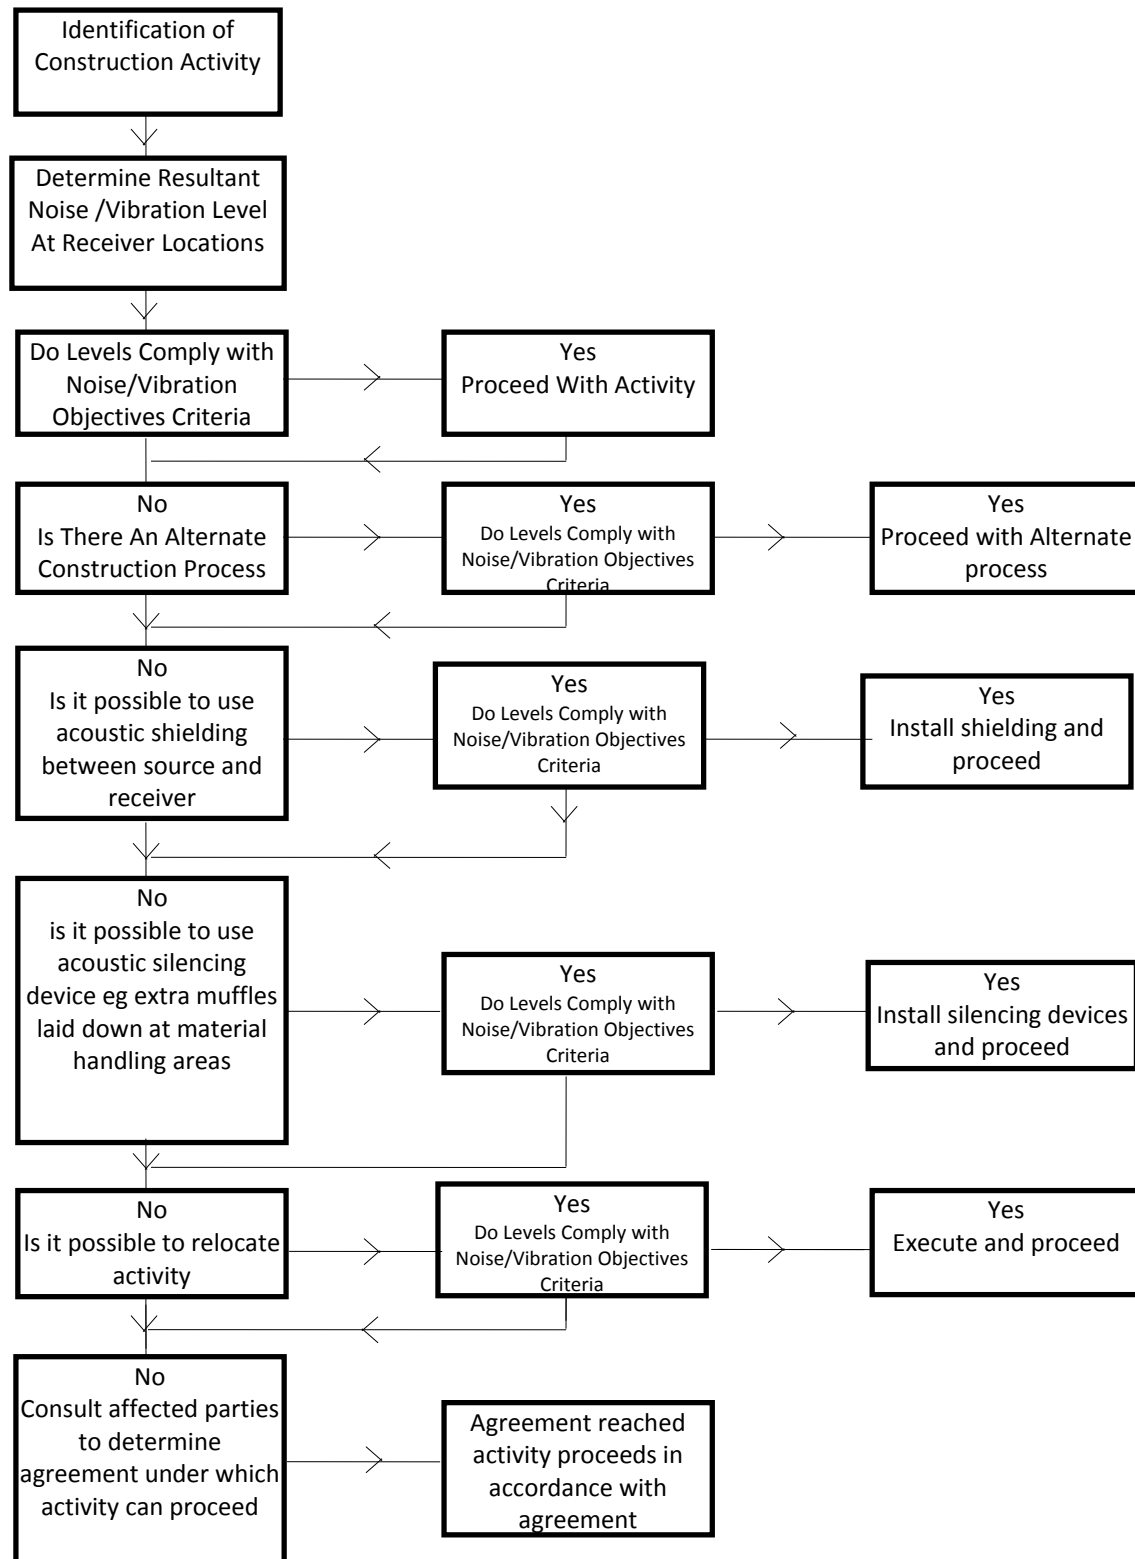 Identification of
Construction Activity
Determine Resultant
Noise /Vibration Level
At Receiver Locations
Do Levels Comply with
Noise/Vibration
Objectives Criteria
Yes
Proceed With Activity
No
Is There An Alternate
Construction Process
Yes
Do Levels Comply with
Noise/Vibration Objectives
Criteria
Yes
Proceed with Alternate
process
No
Is it possible to use
acoustic shielding
between source and
receiver
Yes
Do Levels Comply with
Noise/Vibration Objectives
Criteria
Yes
Install shielding and
proceed
No
is it possible to use
acoustic silencing
device eg extra muffles
laid down at material
handling areas
Yes
Do Levels Comply with
Noise/Vibration Objectives
Criteria
Yes
Install silencing devices
and proceed
No
Is it possible to relocate
activity
Yes
Do Levels Comply with
Noise/Vibration Objectives
Criteria
Yes
Execute and proceed
No
Consult affected parties
to determine
agreement under which
activity can proceed
Agreement reached
activity proceeds in
accordance with
agreement